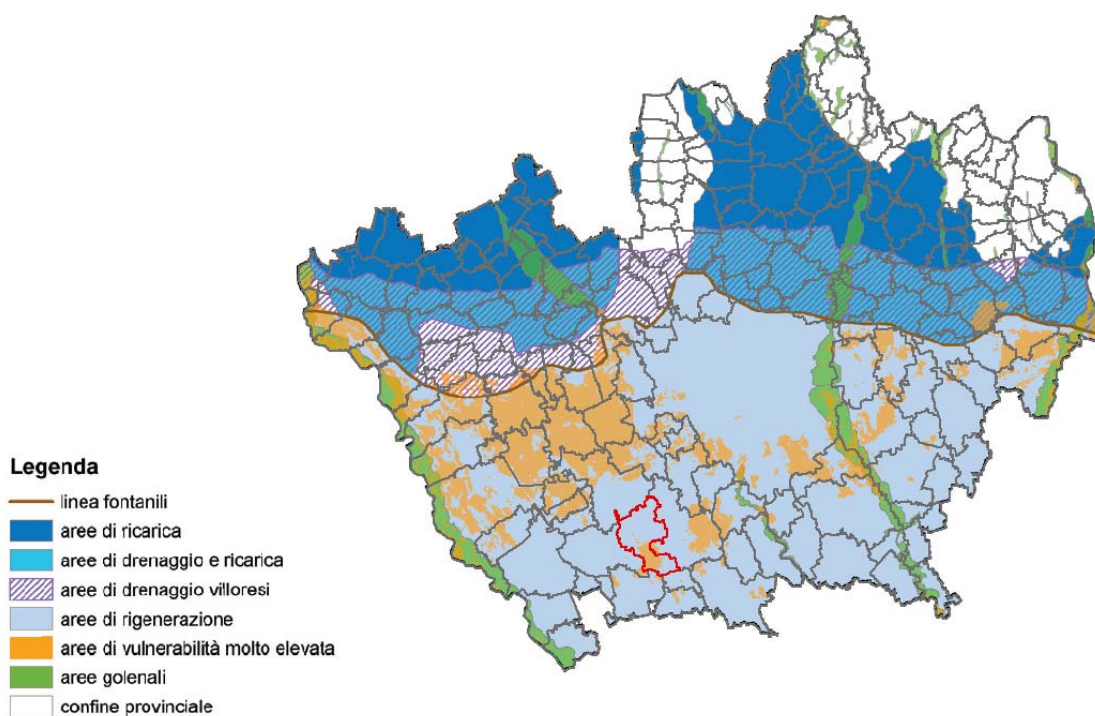 Legenda
linea fontanili
aree di ricarica
aree di drenaggio e ricarica
aree di drenaggio villoresi
aree di rigenerazione
aree di vulnerabilità molto elevata
aree golenali
confine provinciale